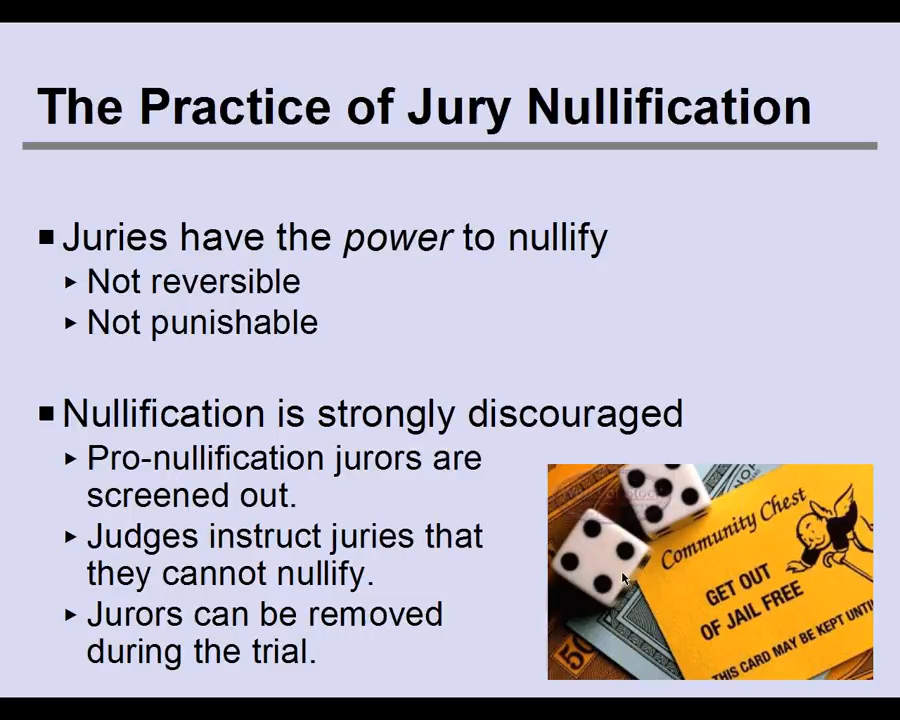 The Practice of Jury Nullification
■ Juries have the power to nullify
▸ Not reversible
▸ Not punishable
■ Nullification is strongly discouraged
▸ Pro-nullification jurors are
screened out.
▸ Judges instruct juries that
they cannot nullify.
▸ Jurors can be removed
during the trial.
Community Chest
GET OUT
OF JAIL FREE
THIS CARD MAY BE KEPT UNTIL
50